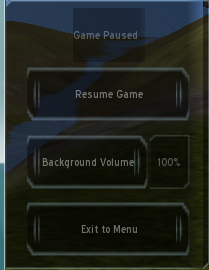 Game Paused
Resume Game
Background Volume 100%
Exit to Menu